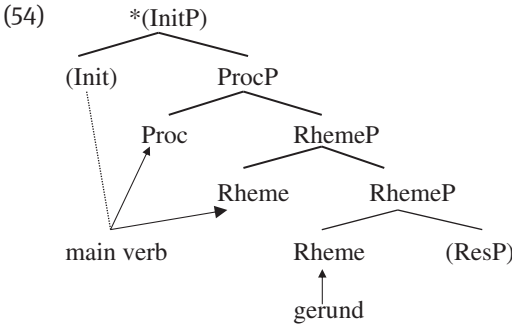 (54) *(InitP)
(Init) ProcP
Proc RhemeP
Rheme RhemeP
main verb Rheme (ResP)
gerund